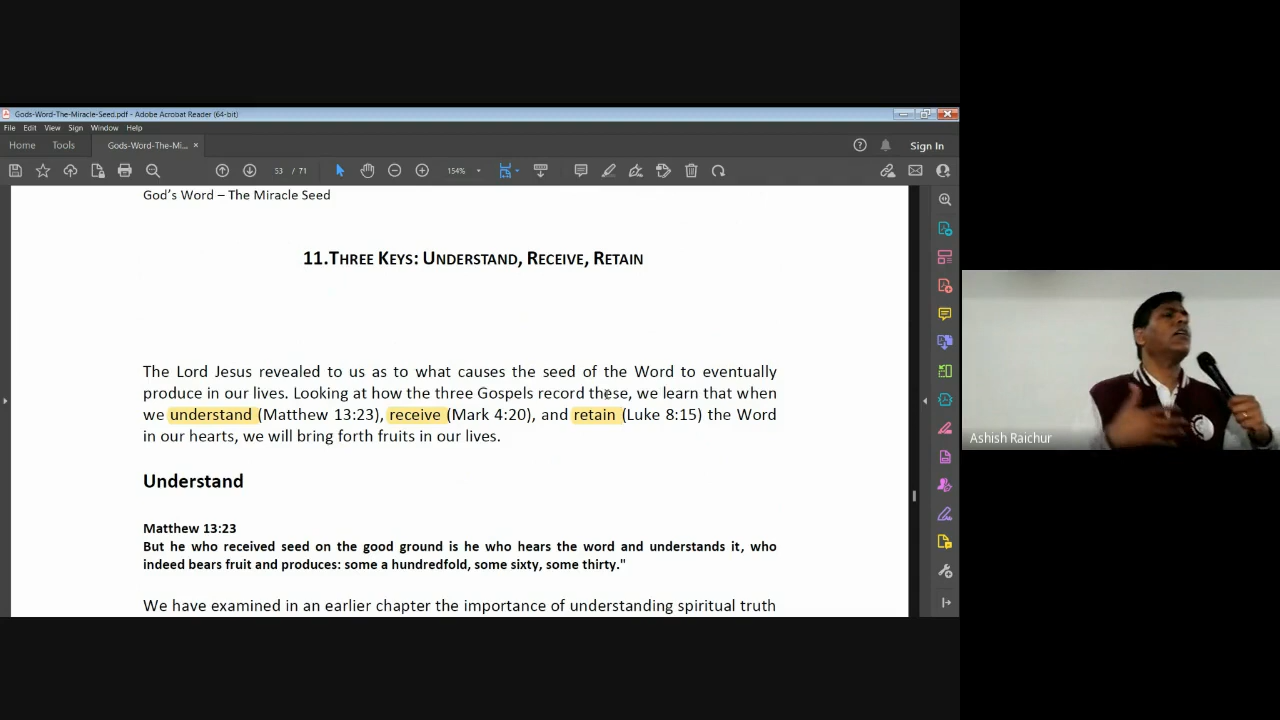 Gods-Word-The-Miracle-Seed.pdf - Adobe Acrobat Reader (64-bit)
File Edit View Sign Window Help
Home Tools Gods-Word-The-Mi... × Sign In
53 / 71 154%
God's Word – The Miracle Seed
11.THREE KEYS: UNDERSTAND, RECEIVE, RETAIN
The Lord Jesus revealed to us as to what causes the seed of the Word to eventually
produce in our lives. Looking at how the three Gospels record these, we learn that when
we understand (Matthew 13:23), receive (Mark 4:20), and retain (Luke 8:15) the Word
in our hearts, we will bring forth fruits in our lives.
Understand
Matthew 13:23
But he who received seed on the good ground is he who hears the word and understands it, who
indeed bears fruit and produces: some a hundredfold, some sixty, some thirty."
We have examined in an earlier chapter the importance of understanding spiritual truth
Ashish Raichur